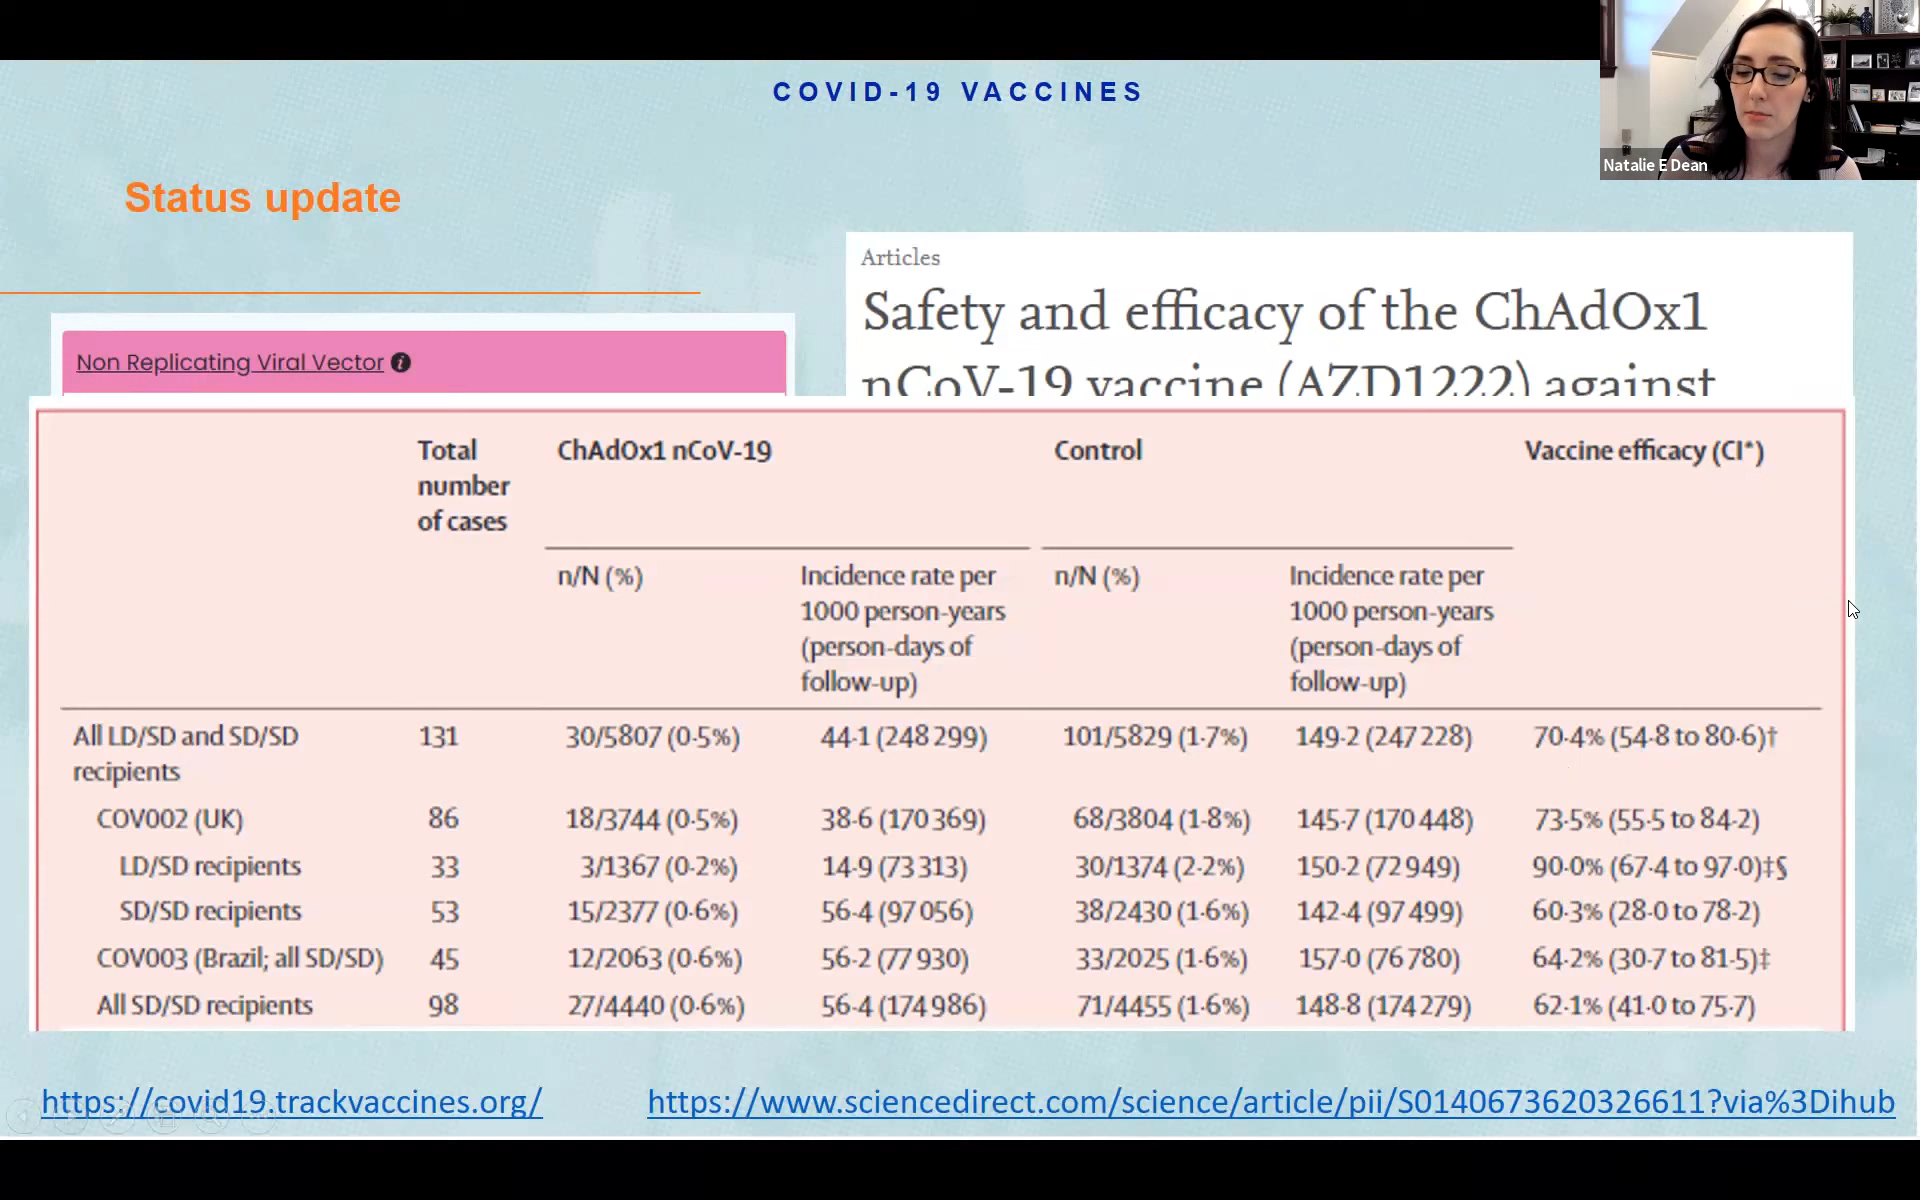 COVID-19 VACCINES
Natalie E Dean
Status update
Articles
Safety and efficacy of the ChAdOx1
nCoV-19 vaccine (AZD1222) against
Non Replicating Viral Vector
Total number of cases
ChAdOx1 nCoV-19
Control
Vaccine efficacy (CI*)
n/N (%)
Incidence rate per 1000 person-years (person-days of follow-up)
n/N (%)
Incidence rate per 1000 person-years (person-days of follow-up)
All LD/SD and SD/SD recipients 131 30/5807 (0·5%) 44·1 (248 299) 101/5829 (1·7%) 149·2 (247 228) 70·4% (54·8 to 80·6)†
COV002 (UK) 86 18/3744 (0·5%) 38·6 (170 369) 68/3804 (1·8%) 145·7 (170 448) 73·5% (55·5 to 84·2)
LD/SD recipients 33 3/1367 (0·2%) 14·9 (73 313) 30/1374 (2·2%) 150·2 (72 949) 90·0% (67·4 to 97·0)‡§
SD/SD recipients 53 15/2377 (0·6%) 56·4 (97 056) 38/2430 (1·6%) 142·4 (97 499) 60·3% (28·0 to 78·2)
COV003 (Brazil; all SD/SD) 45 12/2063 (0·6%) 56·2 (77 930) 33/2025 (1·6%) 157·0 (76 780) 64·2% (30·7 to 81·5)‡
All SD/SD recipients 98 27/4440 (0·6%) 56·4 (174 986) 71/4455 (1·6%) 148·8 (174 279) 62·1% (41·0 to 75·7)
https://covid19.trackvaccines.org/
https://www.sciencedirect.com/science/article/pii/S0140673620326611?via%3Dihub